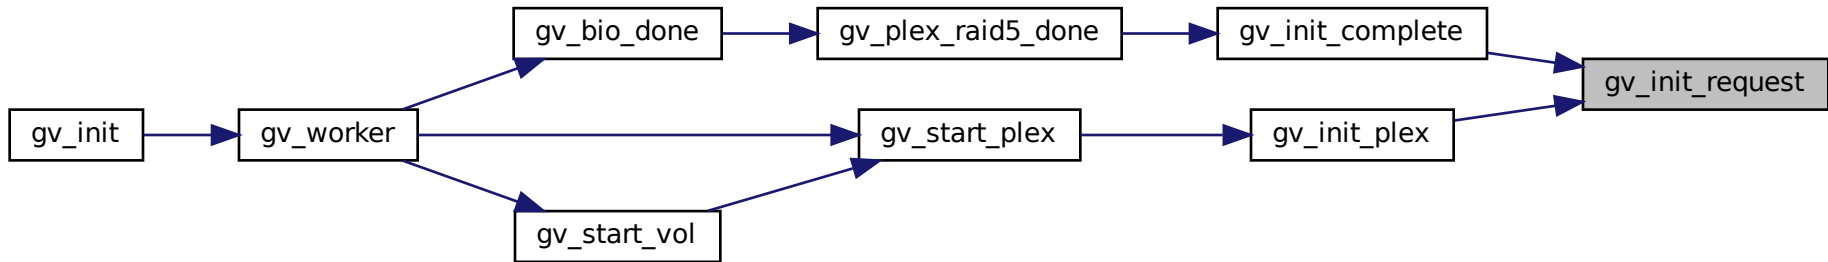 gv_bio_done
gv_plex_raid5_done
gv_init_complete
gv_init_request
gv_init
gv_worker
gv_start_plex
gv_init_plex
gv_start_vol